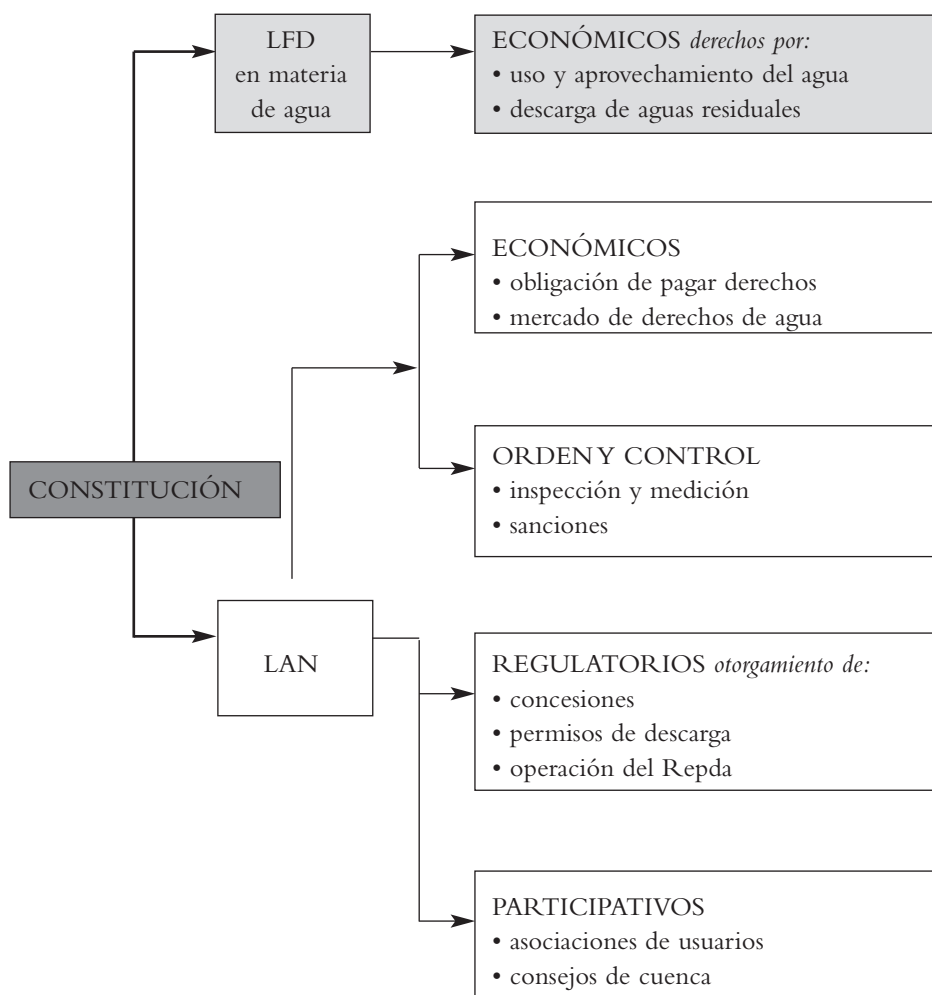 LFD
en materia
de agua
ECONÓMICOS derechos por:
• uso y aprovechamiento del agua
• descarga de aguas residuales
ECONÓMICOS
• obligación de pagar derechos
• mercado de derechos de agua
ORDEN Y CONTROL
• inspección y medición
• sanciones
CONSTITUCIÓN
LAN
REGULATORIOS otorgamiento de:
• concesiones
• permisos de descarga
• operación del Repda
PARTICIPATIVOS
• asociaciones de usuarios
• consejos de cuenca